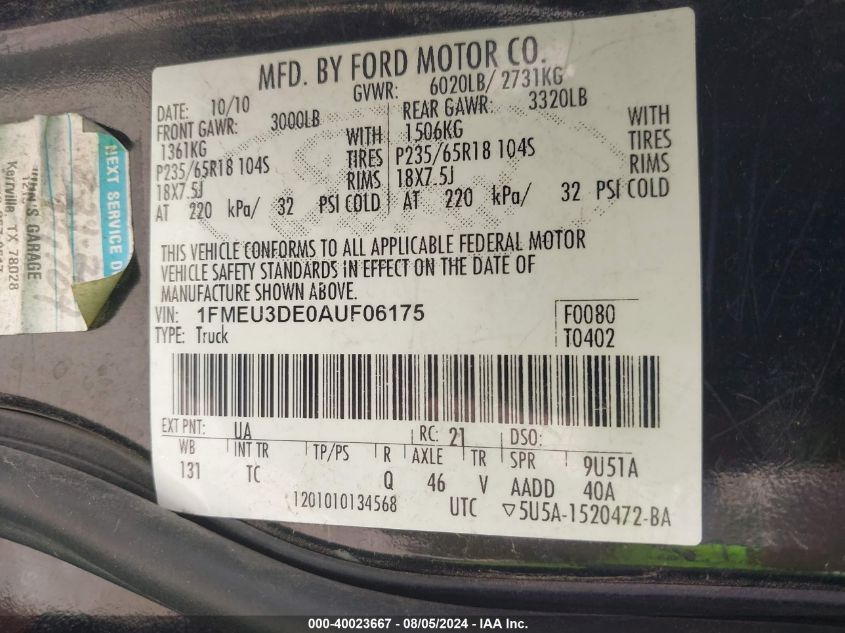 MFD. BY FORD MOTOR CO.
DATE: 10/10 GVWR: 6020LB/ 2731KG
FRONT GAWR: 3000LB REAR GAWR: 3320LB
1361KG WITH 1506KG WITH
P235/65R18 104S TIRES P235/65R18 104S TIRES
18X7.5J RIMS 18X7.5J RIMS
AT 220 kPa/ 32 PSI COLD AT 220 kPa/ 32 PSI COLD
THIS VEHICLE CONFORMS TO ALL APPLICABLE FEDERAL MOTOR
VEHICLE SAFETY STANDARDS IN EFFECT ON THE DATE OF
MANUFACTURE SHOWN ABOVE.
VIN: 1FMEU3DE0AUF06175 F0080
TYPE: Truck T0402
EXT PNT: UA RC: 21 DSO:
WB INT TR TP/PS R AXLE TR SPR 9U51A
131 TC Q 46 V AADD 40A
1201010134568 UTC ▽5U5A-1520472-BA
NEXT SERVICE D
'S GARAGE
Kerrville, TX 78028
000-40023667 - 08/05/2024 - IAA Inc.